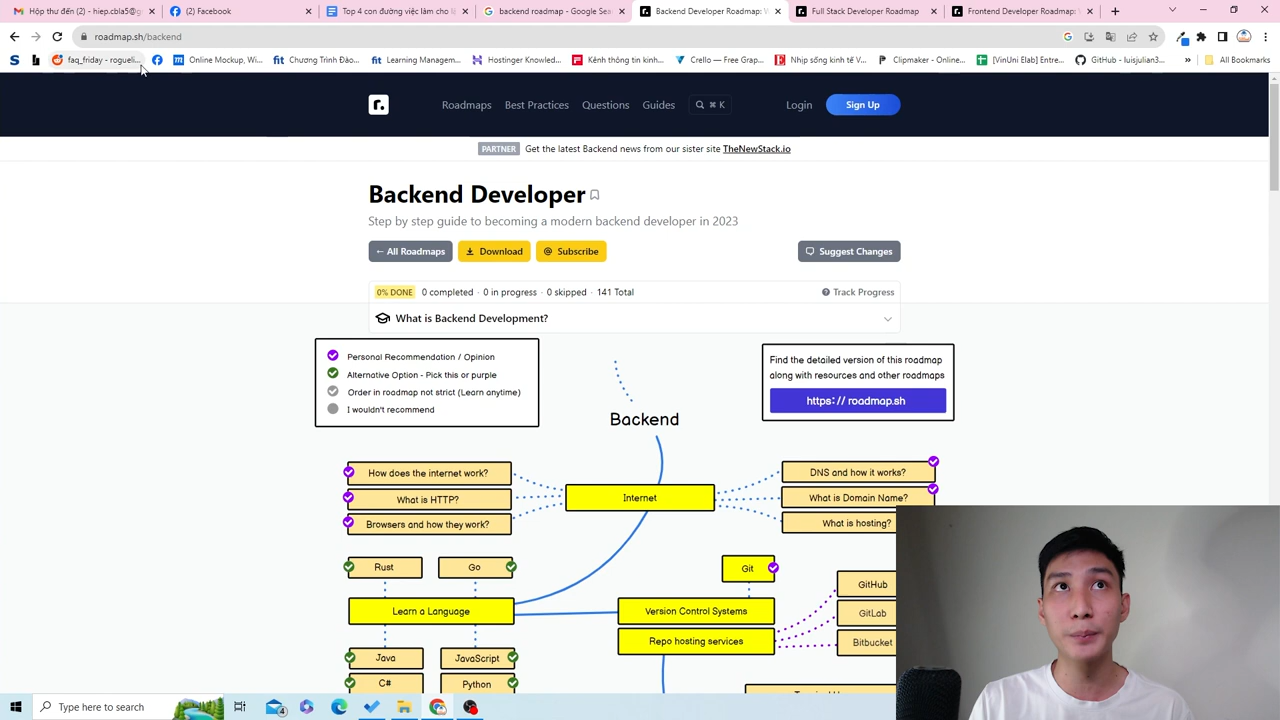 Hộp thư đến (2) - hiep.cbla5@g
(2) Facebook
Top 4 con đường việc làm cho l
backend roadmap - Google Sea
Backend Developer Roadmap: W
Full Stack Developer Roadmap
Frontend Developer Roadmap:
roadmap.sh/backend
faq_friday - rogueli...
Online Mockup, Wi...
Chương Trình Đào...
Learning Managem...
Hostinger Knowled...
Kênh thông tin kinh...
Crello — Free Grap...
Nhịp sống kinh tế V...
Clipmaker - Online...
[VinUni Elab] Entre...
GitHub - luisjulian3...
»
All Bookmarks
r.
Roadmaps
Best Practices
Questions
Guides
⌘ K
Login
Sign Up
PARTNER Get the latest Backend news from our sister site TheNewStack.io
Backend Developer
Step by step guide to becoming a modern backend developer in 2023
← All Roadmaps
Download
@ Subscribe
Suggest Changes
0% DONE 0 completed · 0 in progress · 0 skipped · 141 Total
Track Progress
What is Backend Development?
Personal Recommendation / Opinion
Alternative Option - Pick this or purple
Order in roadmap not strict (Learn anytime)
I wouldn't recommend
Find the detailed version of this roadmap
along with resources and other roadmaps
https: // roadmap.sh
Backend
How does the internet work?
What is HTTP?
Browsers and how they work?
Internet
DNS and how it works?
What is Domain Name?
What is hosting?
Rust
Go
Git
GitHub
Learn a Language
Version Control Systems
GitLab
Repo hosting services
Bitbucket
Java
JavaScript
C#
Python
Type here to search
4